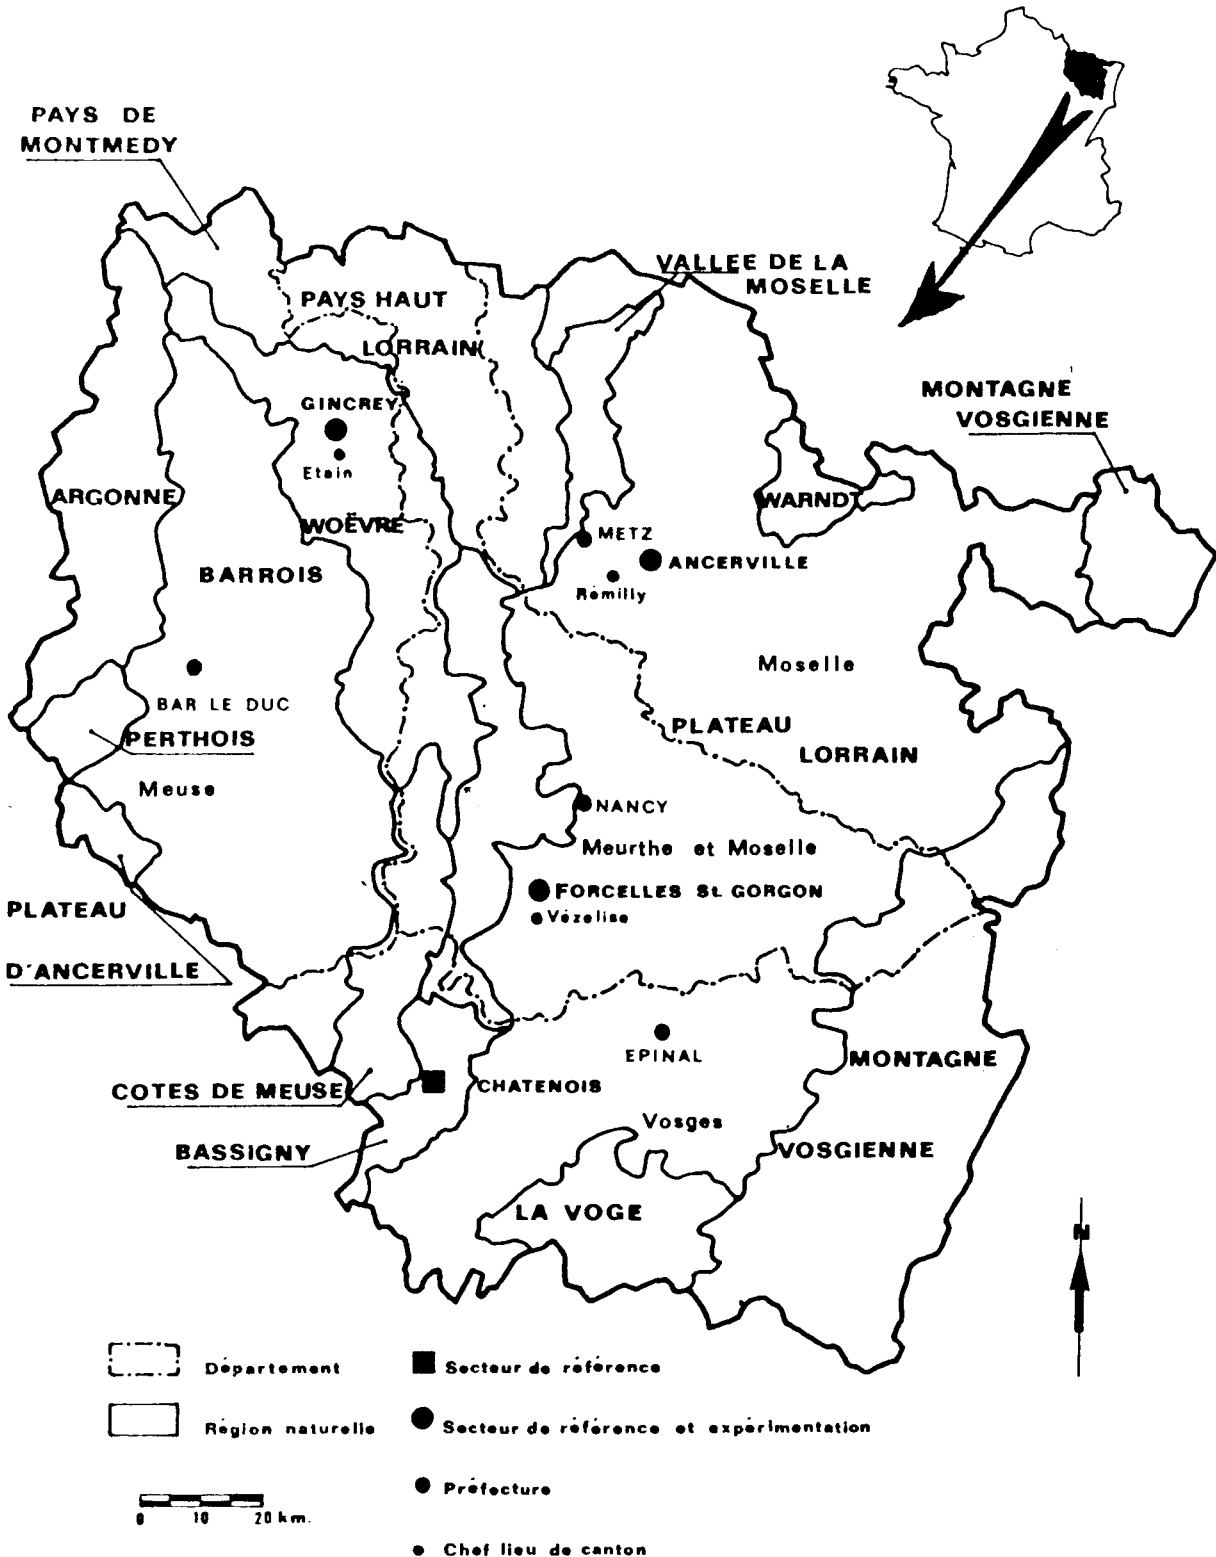 PAYS DE
MONTMEDY
VALLEE DE LA
MOSELLE
PAYS HAUT
LORRAIN
MONTAGNE
VOSGIENNE
GINCREY
Etain
ARGONNE
WOËVRE
WARNDT
METZ
ANCERVILLE
Rémilly
BARROIS
Moselle
BAR LE DUC
PERTHOIS
PLATEAU
LORRAIN
Meuse
NANCY
Meurthe et Moselle
FORCELLES St. GORGON
Vézelise
PLATEAU
D'ANCERVILLE
EPINAL
MONTAGNE
COTES DE MEUSE
CHATENOIS
Vosges
BASSIGNY
VOSGIENNE
LA VOGE
N
Département
Secteur de référence
Région naturelle
Secteur de référence et expérimentation
Préfecture
0 10 20 km.
Chef lieu de canton